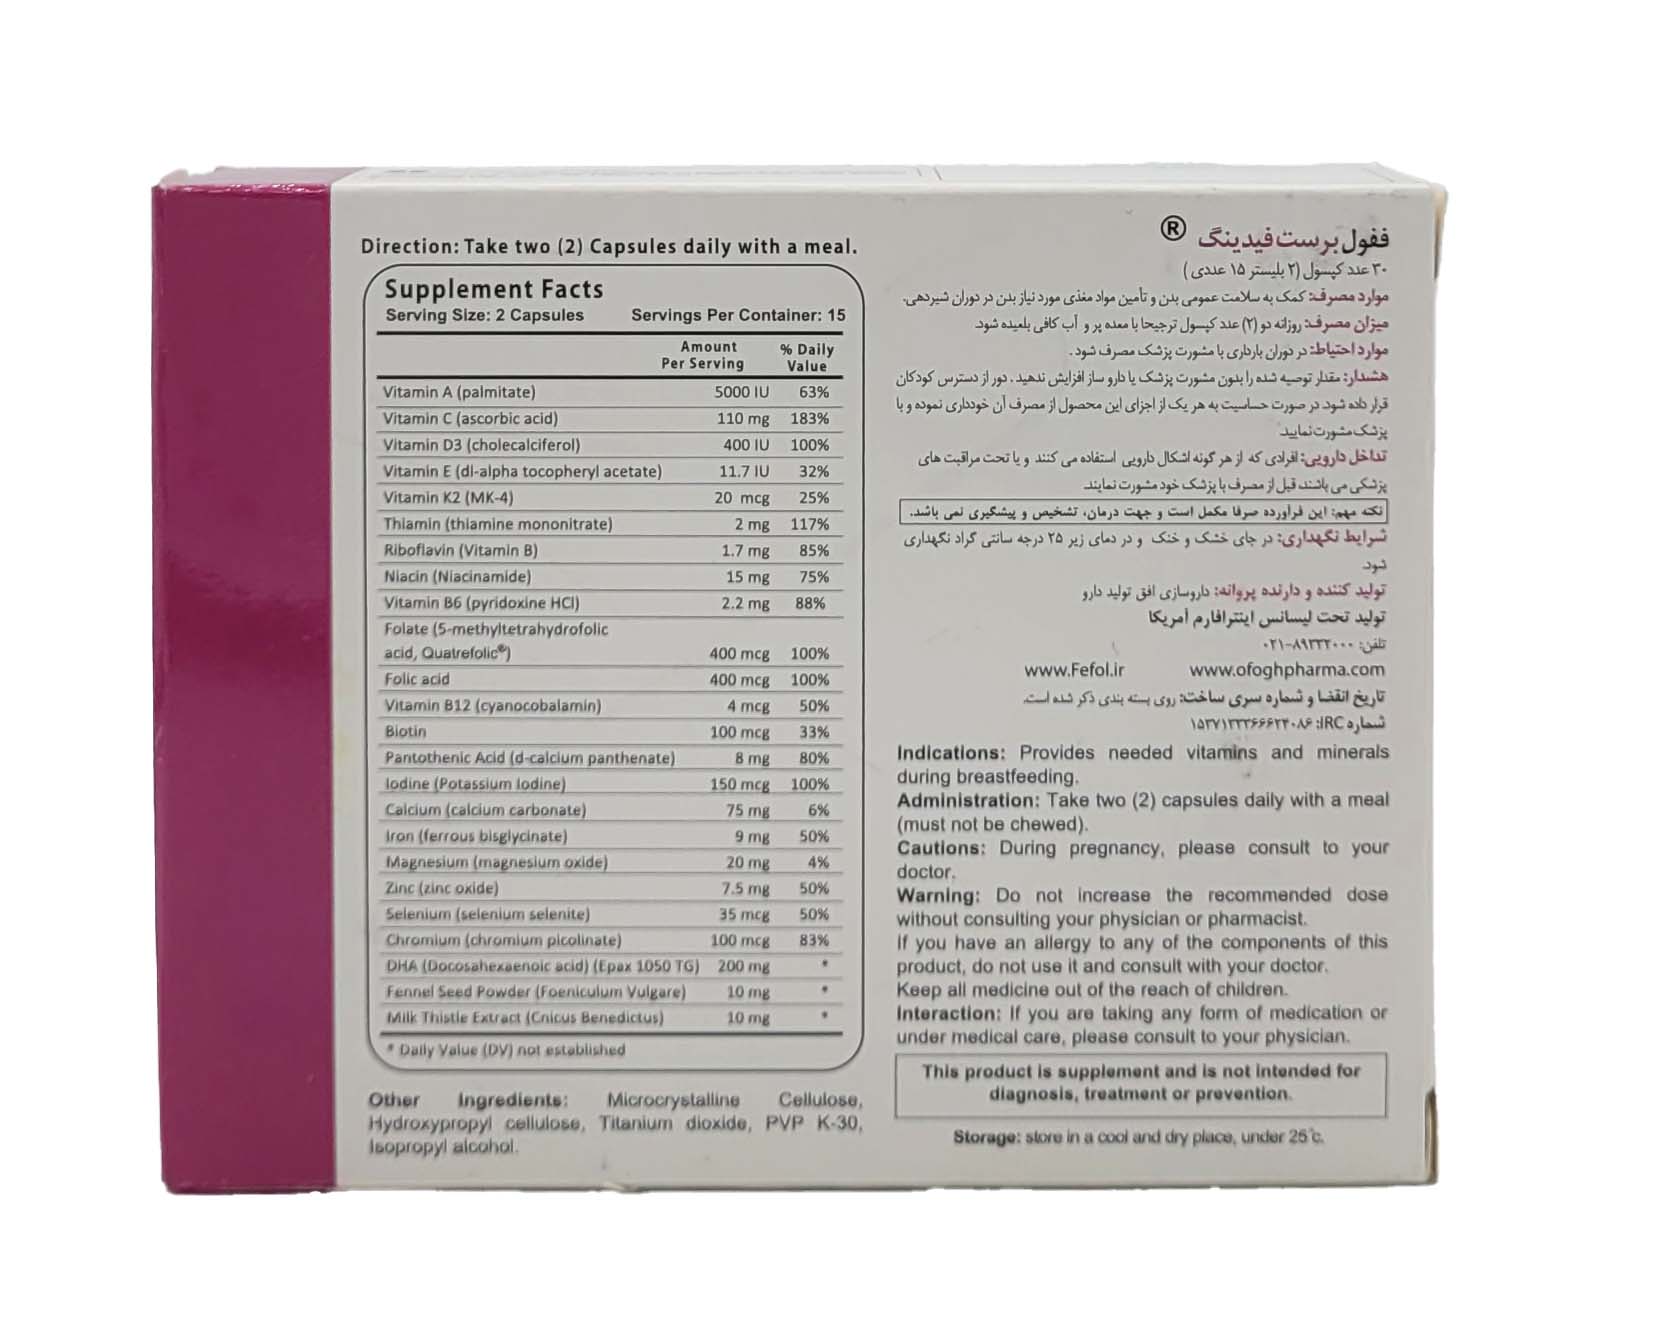 Direction: Take two (2) Capsules daily with a meal.
Supplement Facts
Serving Size: 2 Capsules Servings Per Container: 15
Amount Per Serving % Daily Value
Vitamin A (palmitate) 5000 IU 63%
Vitamin C (ascorbic acid) 110 mg 183%
Vitamin D3 (cholecalciferol) 400 IU 100%
Vitamin E (dl-alpha tocopheryl acetate) 11.7 IU 32%
Vitamin K2 (MK-4) 20 mcg 25%
Thiamin (thiamine mononitrate) 2 mg 117%
Riboflavin (Vitamin B) 1.7 mg 85%
Niacin (Niacinamide) 15 mg 75%
Vitamin B6 (pyridoxine HCl) 2.2 mg 88%
Folate (5-methyltetrahydrofolic
acid, Quatrefolic®) 400 mcg 100%
Folic acid 400 mcg 100%
Vitamin B12 (cyanocobalamin) 4 mcg 50%
Biotin 100 mcg 33%
Pantothenic Acid (d-calcium panthenate) 8 mg 80%
Iodine (Potassium Iodine) 150 mcg 100%
Calcium (calcium carbonate) 75 mg 6%
Iron (ferrous bisglycinate) 9 mg 50%
Magnesium (magnesium oxide) 20 mg 4%
Zinc (zinc oxide) 7.5 mg 50%
Selenium (selenium selenite) 35 mcg 50%
Chromium (chromium picolinate) 100 mcg 83%
DHA (Docosahexaenoic acid) (Epax 1050 TG) 200 mg *
Fennel Seed Powder (Foeniculum Vulgare) 10 mg *
Milk Thistle Extract (Cnicus Benedictus) 10 mg *
* Daily Value (DV) not established
Other Ingredients: Microcrystalline Cellulose,
Hydroxypropyl cellulose, Titanium dioxide, PVP K-30,
Isopropyl alcohol.
ففول برست فیدینگ ®
۳۰ عدد کپسول (۲ بلیستر ۱۵ عددی)
موارد مصرف: کمک به سلامت عمومی بدن و تأمین مواد مغذی مورد نیاز بدن در دوران شیردهی.
میزان مصرف: روزانه دو (۲) عدد کپسول ترجیحا با معده پر و آب کافی بلعیده شود.
موارد احتیاط: در دوران بارداری با مشورت پزشک مصرف شود.
هشدار: مقدار توصیه شده را بدون مشورت پزشک یا دارو ساز افزایش ندهید. دور از دسترس کودکان
قرار داده شود. در صورت حساسیت به هر یک از اجزای این محصول از مصرف آن خودداری نموده و با
پزشک مشورت نمایید.
تداخل دارویی: افرادی که از هر گونه اشکال دارویی استفاده می کنند و یا تحت مراقبت های
پزشکی می باشند قبل از مصرف با پزشک خود مشورت نمایند.
نکته مهم: این فرآورده صرفا مکمل است و جهت درمان، تشخیص و پیشگیری نمی باشد.
شرایط نگهداری: در جای خشک و خنک و در دمای زیر ۲۵ درجه سانتی گراد نگهداری
شود.
تولید کننده و دارنده پروانه: داروسازی افق تولید دارو
تولید تحت لیسانس اینترافارم آمریکا
تلفن: ۸۹۳۳۲۰۰۰-۰۲۱
www.Fefol.ir www.ofoghpharma.com
تاریخ انقضا و شماره سری ساخت: روی بسته بندی ذکر شده است.
شماره IRC: ۱۵۳۷۱۳۳۶۶۶۲۴۰۸۶
Indications: Provides needed vitamins and minerals
during breastfeeding.
Administration: Take two (2) capsules daily with a meal
(must not be chewed).
Cautions: During pregnancy, please consult to your
doctor.
Warning: Do not increase the recommended dose
without consulting your physician or pharmacist.
If you have an allergy to any of the components of this
product, do not use it and consult with your doctor.
Keep all medicine out of the reach of children.
Interaction: If you are taking any form of medication or
under medical care, please consult to your physician.
This product is supplement and is not intended for
diagnosis, treatment or prevention.
Storage: store in a cool and dry place, under 25°c.